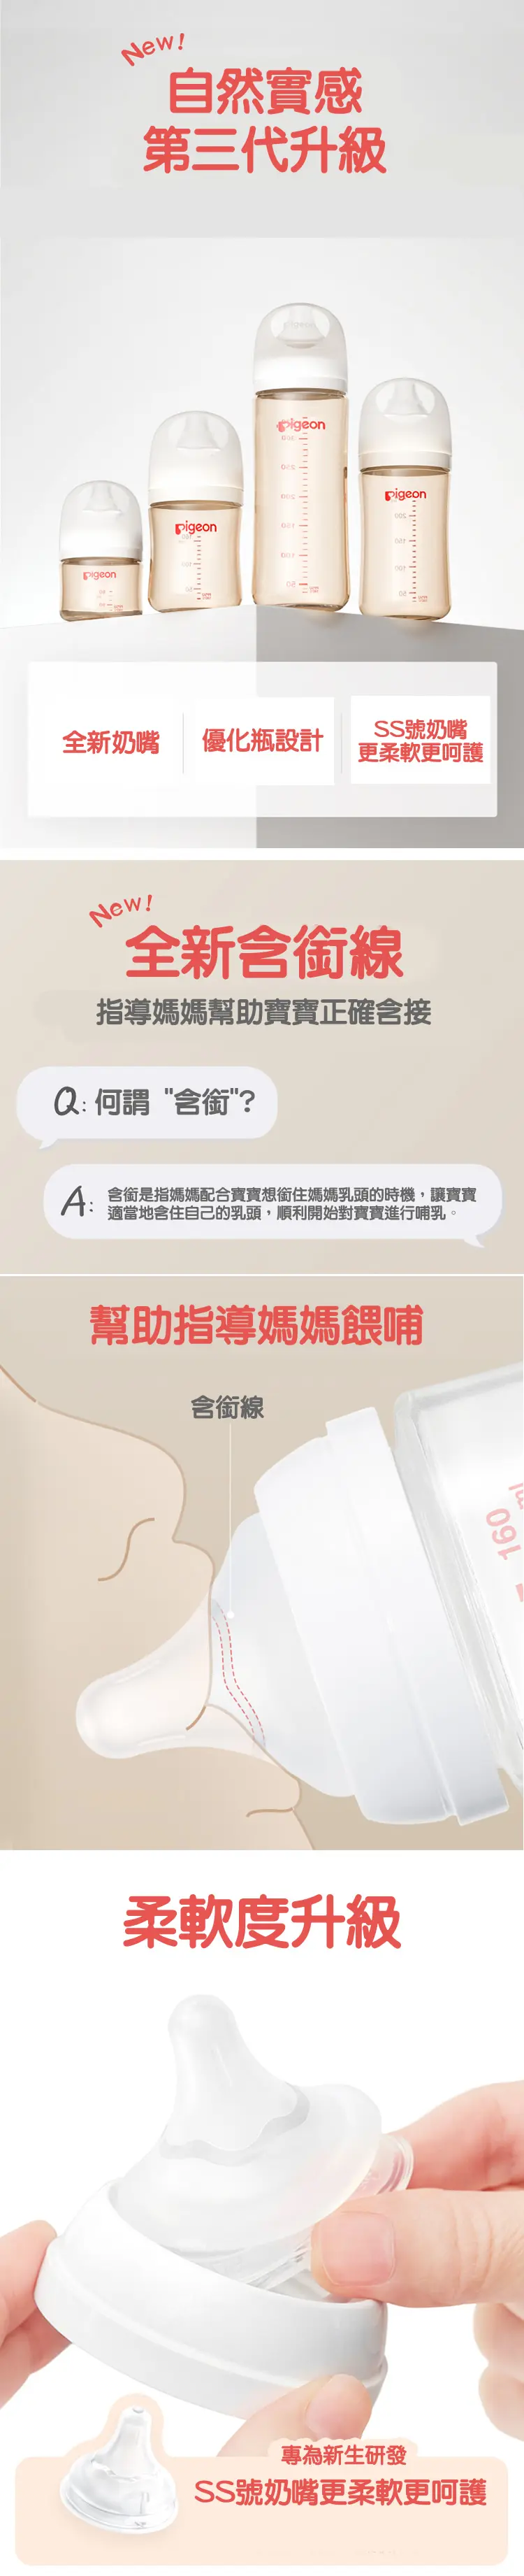 New!
自然實感
第三代升級
pigeon
pigeon
pigeon
pigeon
全新奶嘴
優化瓶設計
SS號奶嘴
更柔軟更呵護
New!
全新含銜線
指導媽媽幫助寶寶正確含接
Q: 何謂 "含銜"?
A: 含銜是指媽媽配合寶寶想銜住媽媽乳頭的時機，讓寶寶
適當地含住自己的乳頭，順利開始對寶寶進行哺乳。
幫助指導媽媽餵哺
含銜線
160
柔軟度升級
專為新生研發
SS號奶嘴更柔軟更呵護